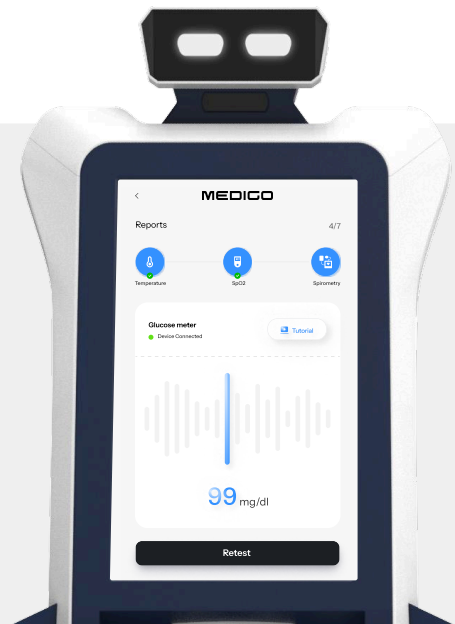 MEDIGO
Reports
4/7
Temperature
SpO2
Spirometry
Glucose meter
Device Connected
Tutorial
99 mg/dl
Retest